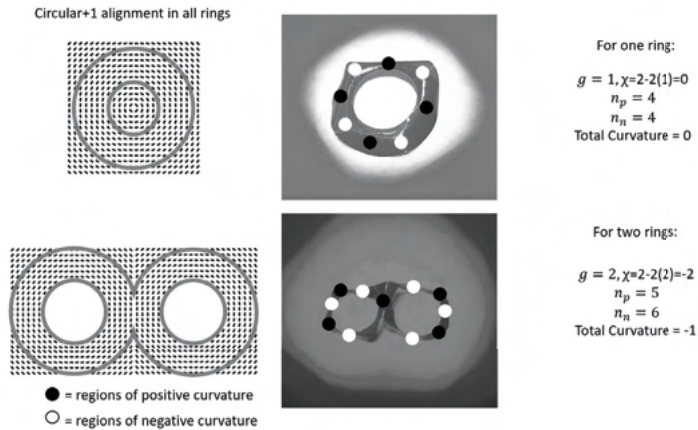 Circular+1 alignment in all rings
For one ring:
g = 1, χ=2-2(1)=0
n_p = 4
n_n = 4
Total Curvature = 0
For two rings:
g = 2, χ=2-2(2)=-2
n_p = 5
n_n = 6
Total Curvature = -1
= regions of positive curvature
= regions of negative curvature